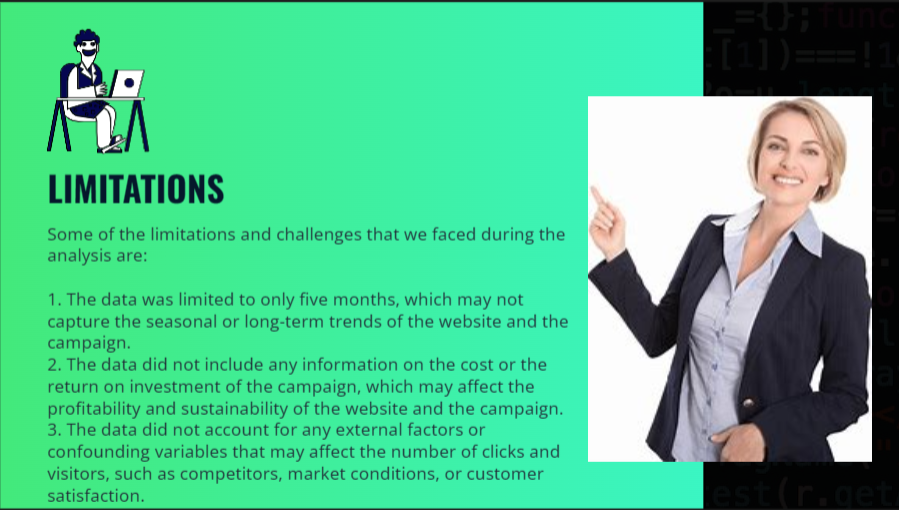 _={};func
:[1])===!1
LIMITATIONS
Some of the limitations and challenges that we faced during the
analysis are:
1. The data was limited to only five months, which may not
capture the seasonal or long-term trends of the website and the
campaign.
2. The data did not include any information on the cost or the
return on investment of the campaign, which may affect the
profitability and sustainability of the website and the campaign.
3. The data did not account for any external factors or
confounding variables that may affect the number of clicks and
visitors, such as competitors, market conditions, or customer
satisfaction.
est(r.get